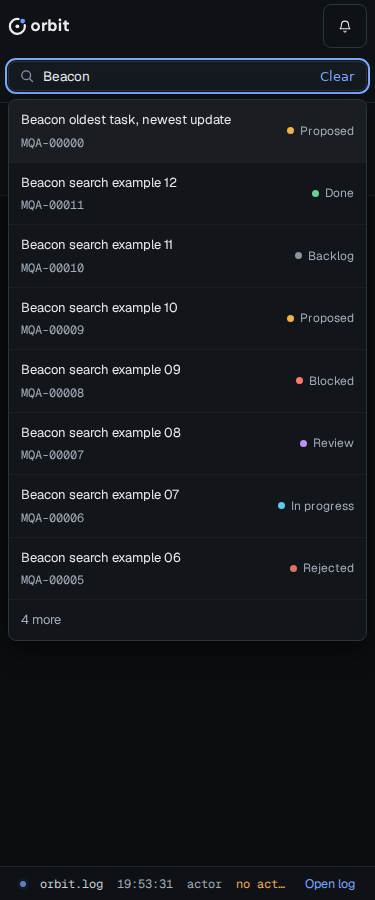 orbit
Beacon Clear
Beacon oldest task, newest update
MQA-00000
Proposed
Beacon search example 12
MQA-00011
Done
Beacon search example 11
MQA-00010
Backlog
Beacon search example 10
MQA-00009
Proposed
Beacon search example 09
MQA-00008
Blocked
Beacon search example 08
MQA-00007
Review
Beacon search example 07
MQA-00006
In progress
Beacon search example 06
MQA-00005
Rejected
4 more
orbit.log 19:53:31 actor no act… Open log